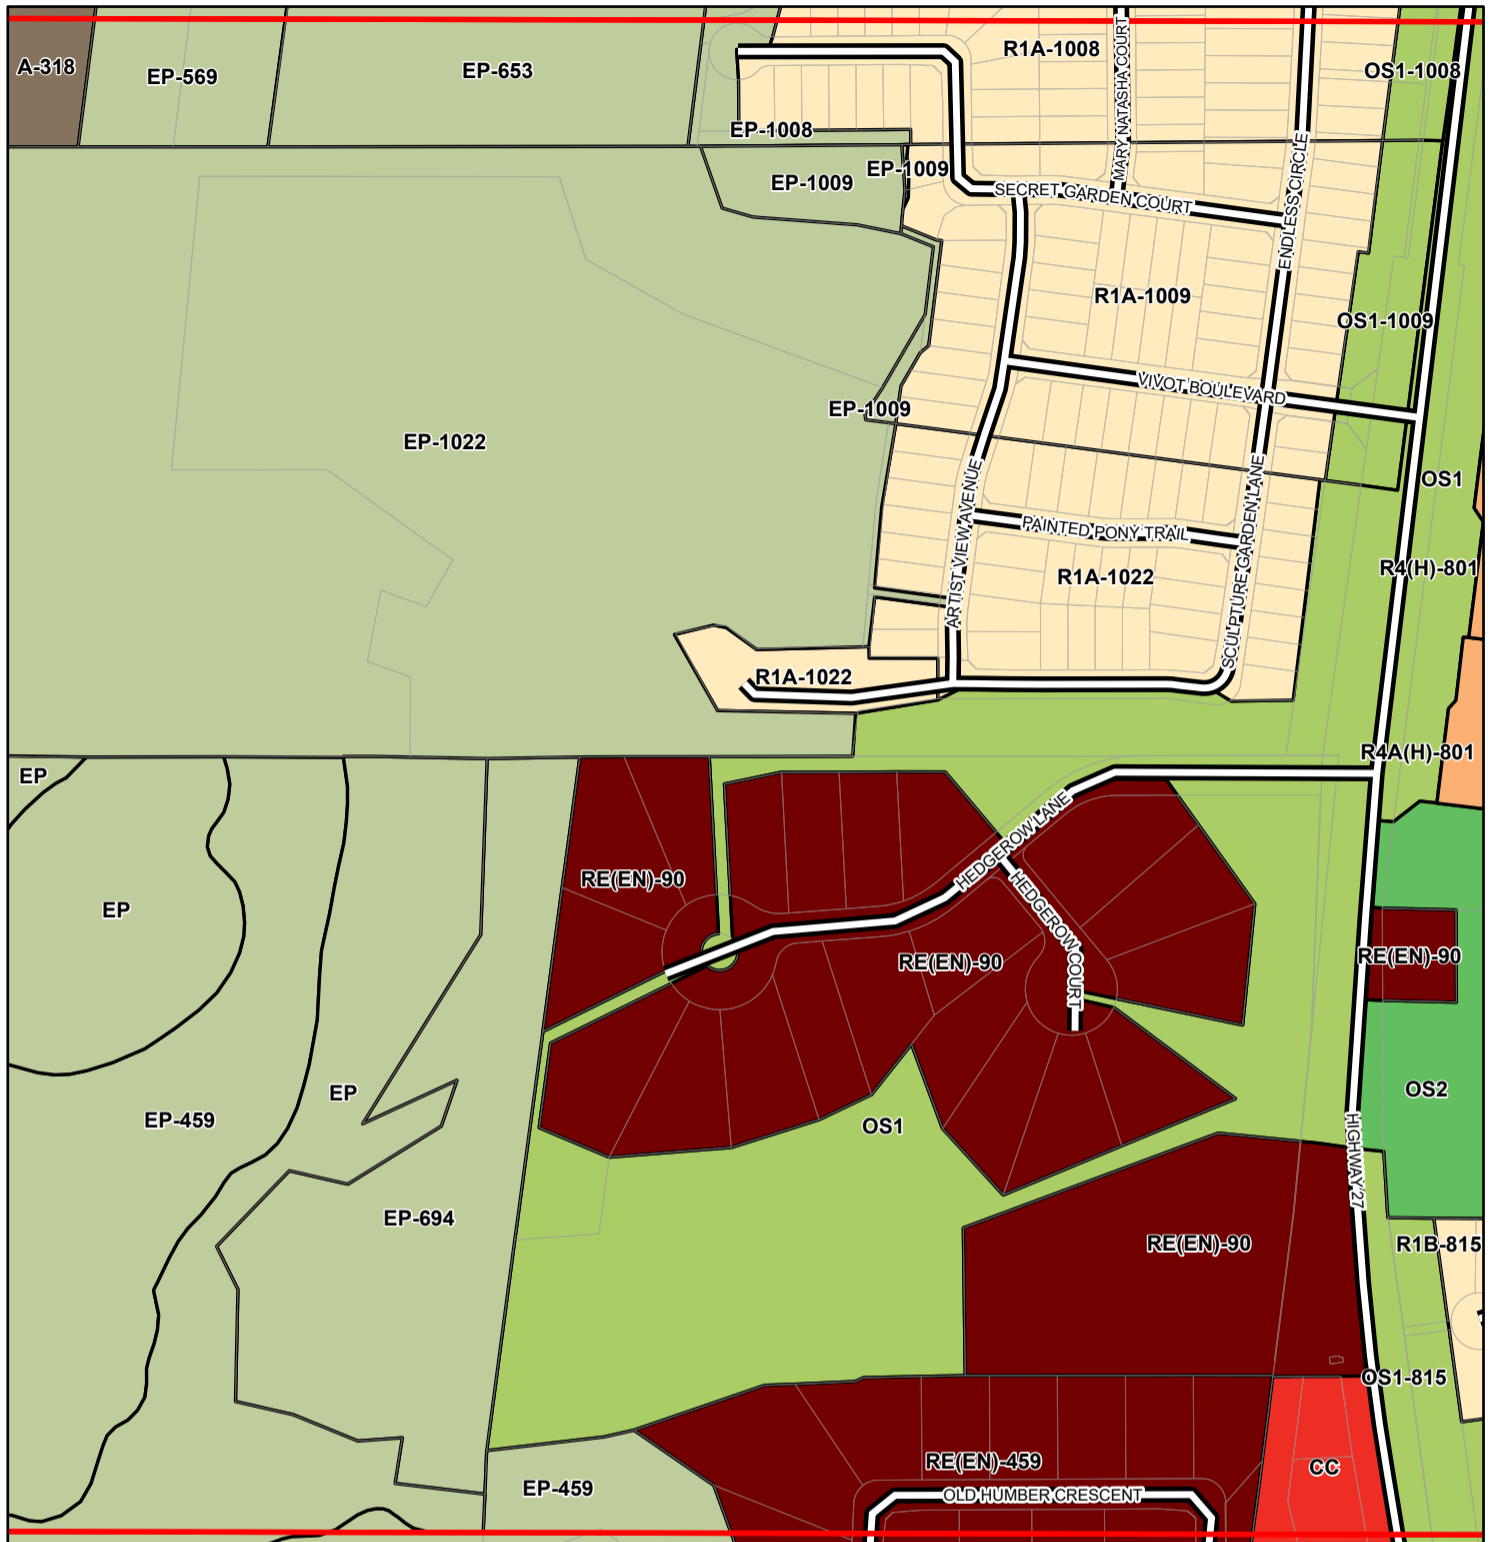 A-318
EP-569
EP-653
R1A-1008
MARY NATASHA COURT
OS1-1008
EP-1008
EP-1009
EP-1009
SECRET GARDEN COURT
ENDLESS CIRCLE
R1A-1009
OS1-1009
VIVOT BOULEVARD
EP-1009
EP-1022
OS1
ARTIST VIEW AVENUE
PAINTED PONY TRAIL
SCULPTURE GARDEN LANE
R4(H)-801
R1A-1022
R1A-1022
R4A(H)-801
EP
HEDGEROW LANE
RE(EN)-90
HEDGEROW COURT
EP
RE(EN)-90
RE(EN)-90
EP
OS2
EP-459
OS1
HIGHWAY 27
EP-694
RE(EN)-90
R1B-815
OS1-815
RE(EN)-459
CC
EP-459
OLD HUMBER CRESCENT